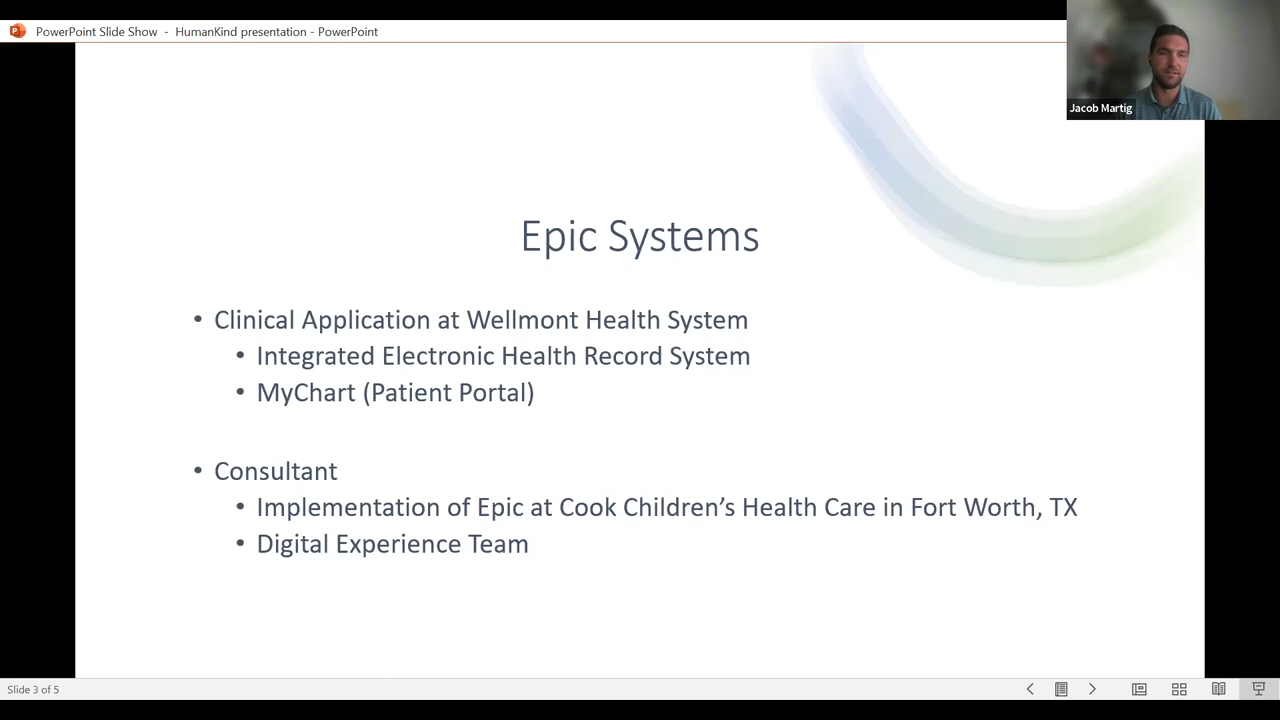 PowerPoint Slide Show - HumanKind presentation - PowerPoint
Jacob Martig
Epic Systems
• Clinical Application at Wellmont Health System
• Integrated Electronic Health Record System
• MyChart (Patient Portal)
• Consultant
• Implementation of Epic at Cook Children’s Health Care in Fort Worth, TX
• Digital Experience Team
Slide 3 of 5